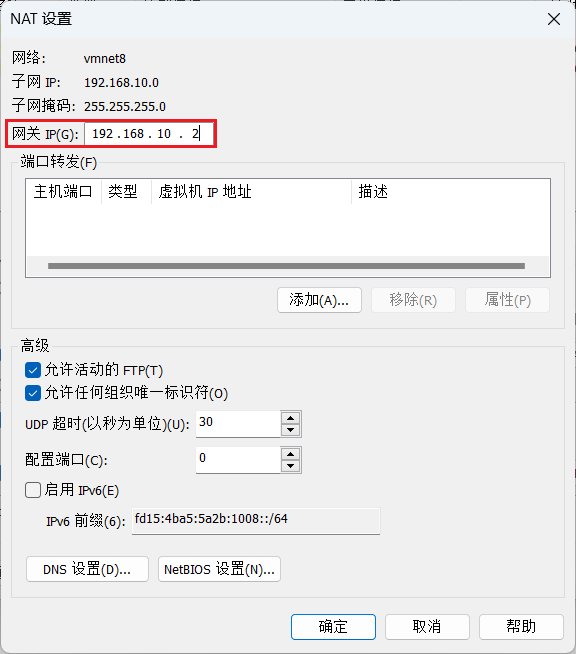 NAT 设置
网络: vmnet8
子网 IP: 192.168.10.0
子网掩码: 255.255.255.0
网关 IP(G): 192 . 168 . 10 . 2
端口转发(F)
主机端口 类型 虚拟机 IP 地址 描述
添加(A)... 移除(R) 属性(P)
高级
允许活动的 FTP(T)
允许任何组织唯一标识符(O)
UDP 超时(以秒为单位)(U): 30
配置端口(C): 0
启用 IPv6(E)
IPv6 前缀(6): fd15:4ba5:5a2b:1008::/64
DNS 设置(D)... NetBIOS 设置(N)...
确定 取消 帮助